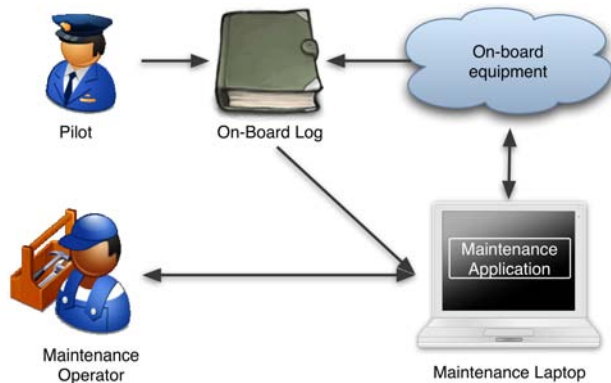 On-board
equipment
Pilot
On-Board Log
Maintenance
Application
Maintenance
Operator
Maintenance Laptop